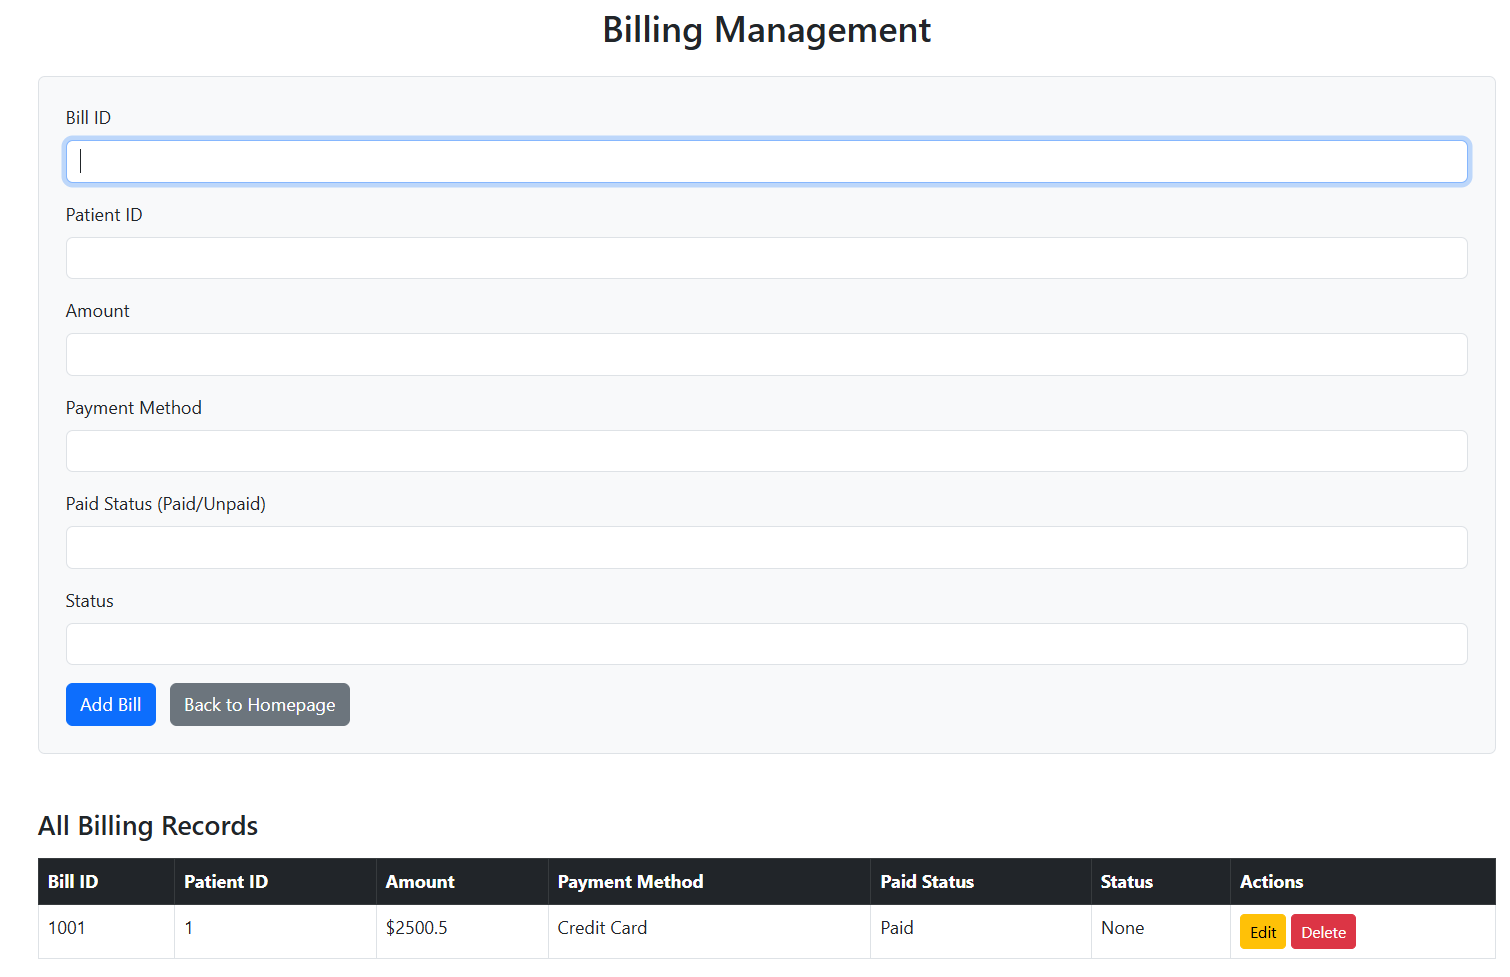 Billing Management
Bill ID
Patient ID
Amount
Payment Method
Paid Status (Paid/Unpaid)
Status
Add Bill Back to Homepage
All Billing Records
Bill ID Patient ID Amount Payment Method Paid Status Status Actions
1001 1 $2500.5 Credit Card Paid None Edit Delete